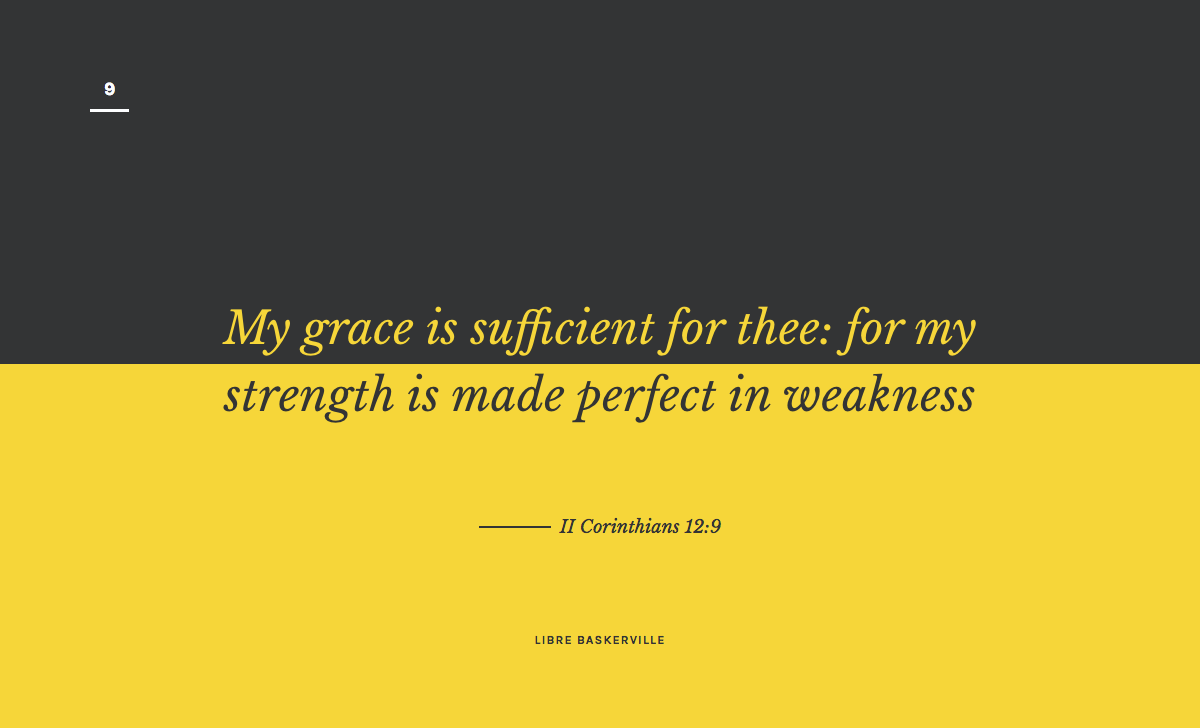 9
My grace is sufficient for thee: for my
strength is made perfect in weakness
II Corinthians 12:9
LIBRE BASKERVILLE